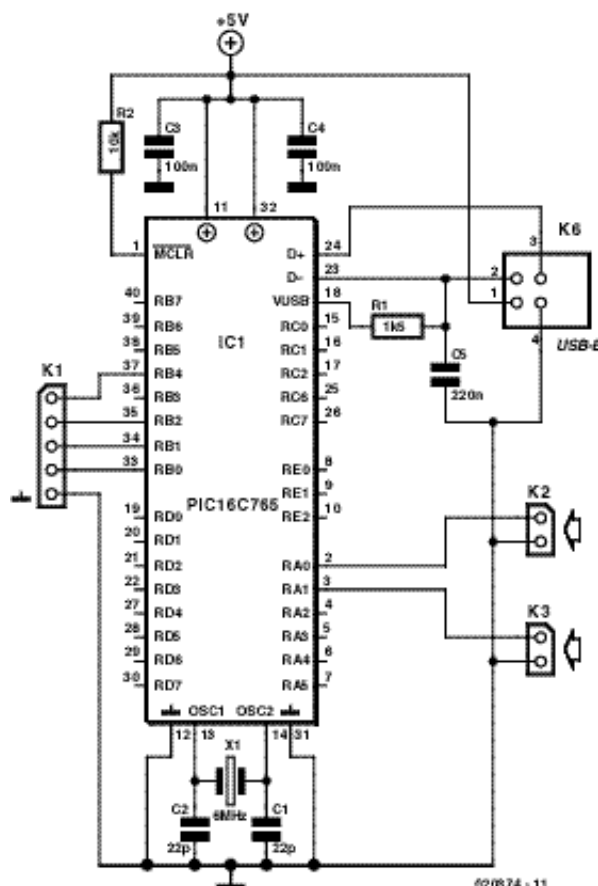 +5V
R2
10k
C3
100n
C4
100n
11
32
1
MCLR
D+
24
3
K6
D-
23
2
40
RB7
VUSB
18
R1
1k5
1
39
RB6
RC0
15
IC1
4
USB-B
38
RB5
RC1
16
K1
37
RB4
RC2
17
C5
220n
36
RB3
RC6
25
35
RB2
RC7
26
34
RB1
33
RB0
RE0
8
RE1
9
K2
PIC16C765
19
RD0
RE2
10
20
RD1
21
RD2
RA0
2
22
RD3
RA1
3
27
RD4
RA2
4
K3
28
RD5
RA3
5
29
RD6
RA4
6
30
RD7
RA5
7
OSC1
OSC2
12
13
14
31
X1
6MHz
C2
22p
C1
22p
020874 - 11